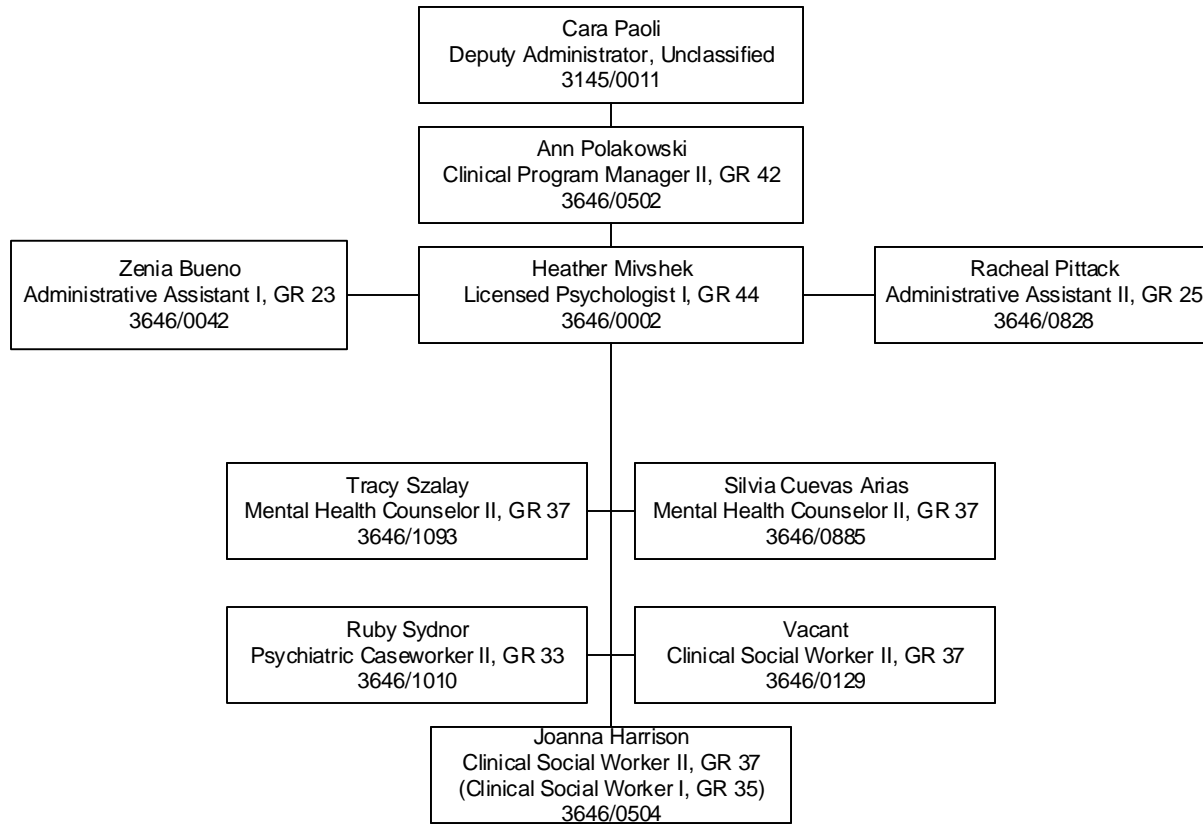 Cara Paoli
Deputy Administrator, Unclassified
3145/0011
Ann Polakowski
Clinical Program Manager II, GR 42
3646/0502
Zenia Bueno
Administrative Assistant I, GR 23
3646/0042
Heather Mivshek
Licensed Psychologist I, GR 44
3646/0002
Racheal Pittack
Administrative Assistant II, GR 25
3646/0828
Tracy Szalay
Mental Health Counselor II, GR 37
3646/1093
Silvia Cuevas Arias
Mental Health Counselor II, GR 37
3646/0885
Ruby Sydnor
Psychiatric Caseworker II, GR 33
3646/1010
Vacant
Clinical Social Worker II, GR 37
3646/0129
Joanna Harrison
Clinical Social Worker II, GR 37
(Clinical Social Worker I, GR 35)
3646/0504